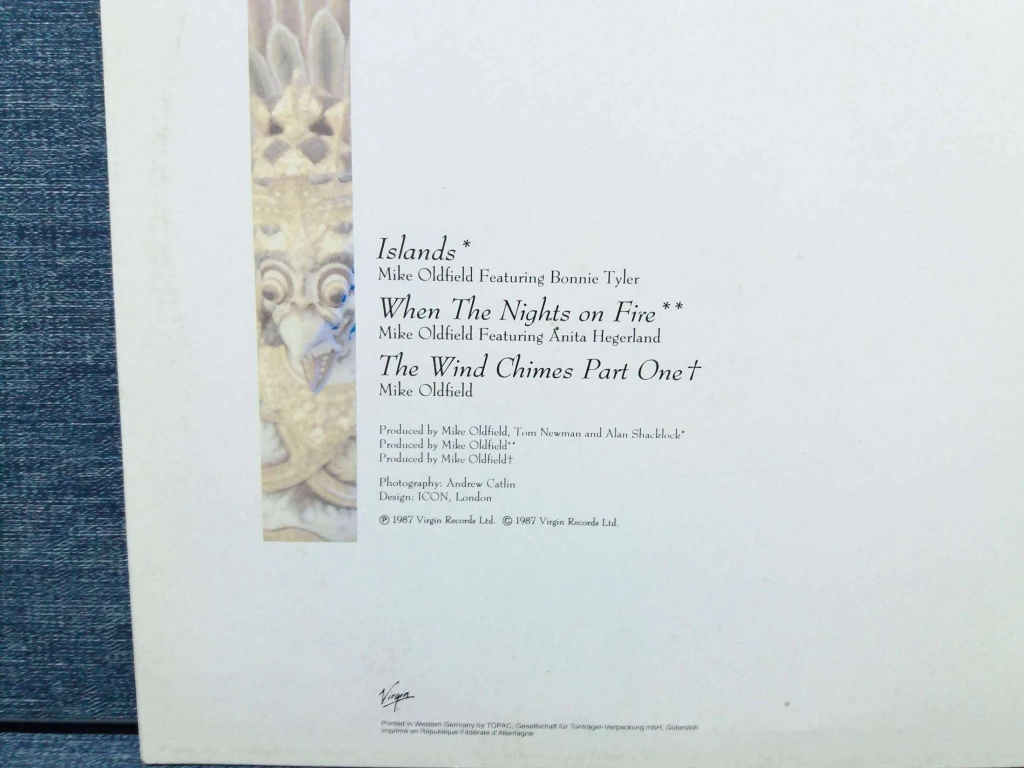 Islands*
Mike Oldfield Featuring Bonnie Tyler
When The Nights on Fire**
Mike Oldfield Featuring Anita Hegerland
The Wind Chimes Part One†
Mike Oldfield
Produced by Mike Oldfield, Tom Newman and Alan Shacklock*
Produced by Mike Oldfield**
Produced by Mike Oldfield†
Photography: Andrew Catlin
Design: ICON, London
℗ 1987 Virgin Records Ltd. © 1987 Virgin Records Ltd.
Virgin
Printed in Western Germany by TOPAC, Gesellschaft für Tonträger-Verpackung mbH, Gütersloh
Imprimé en République Fédérale d'Allemagne